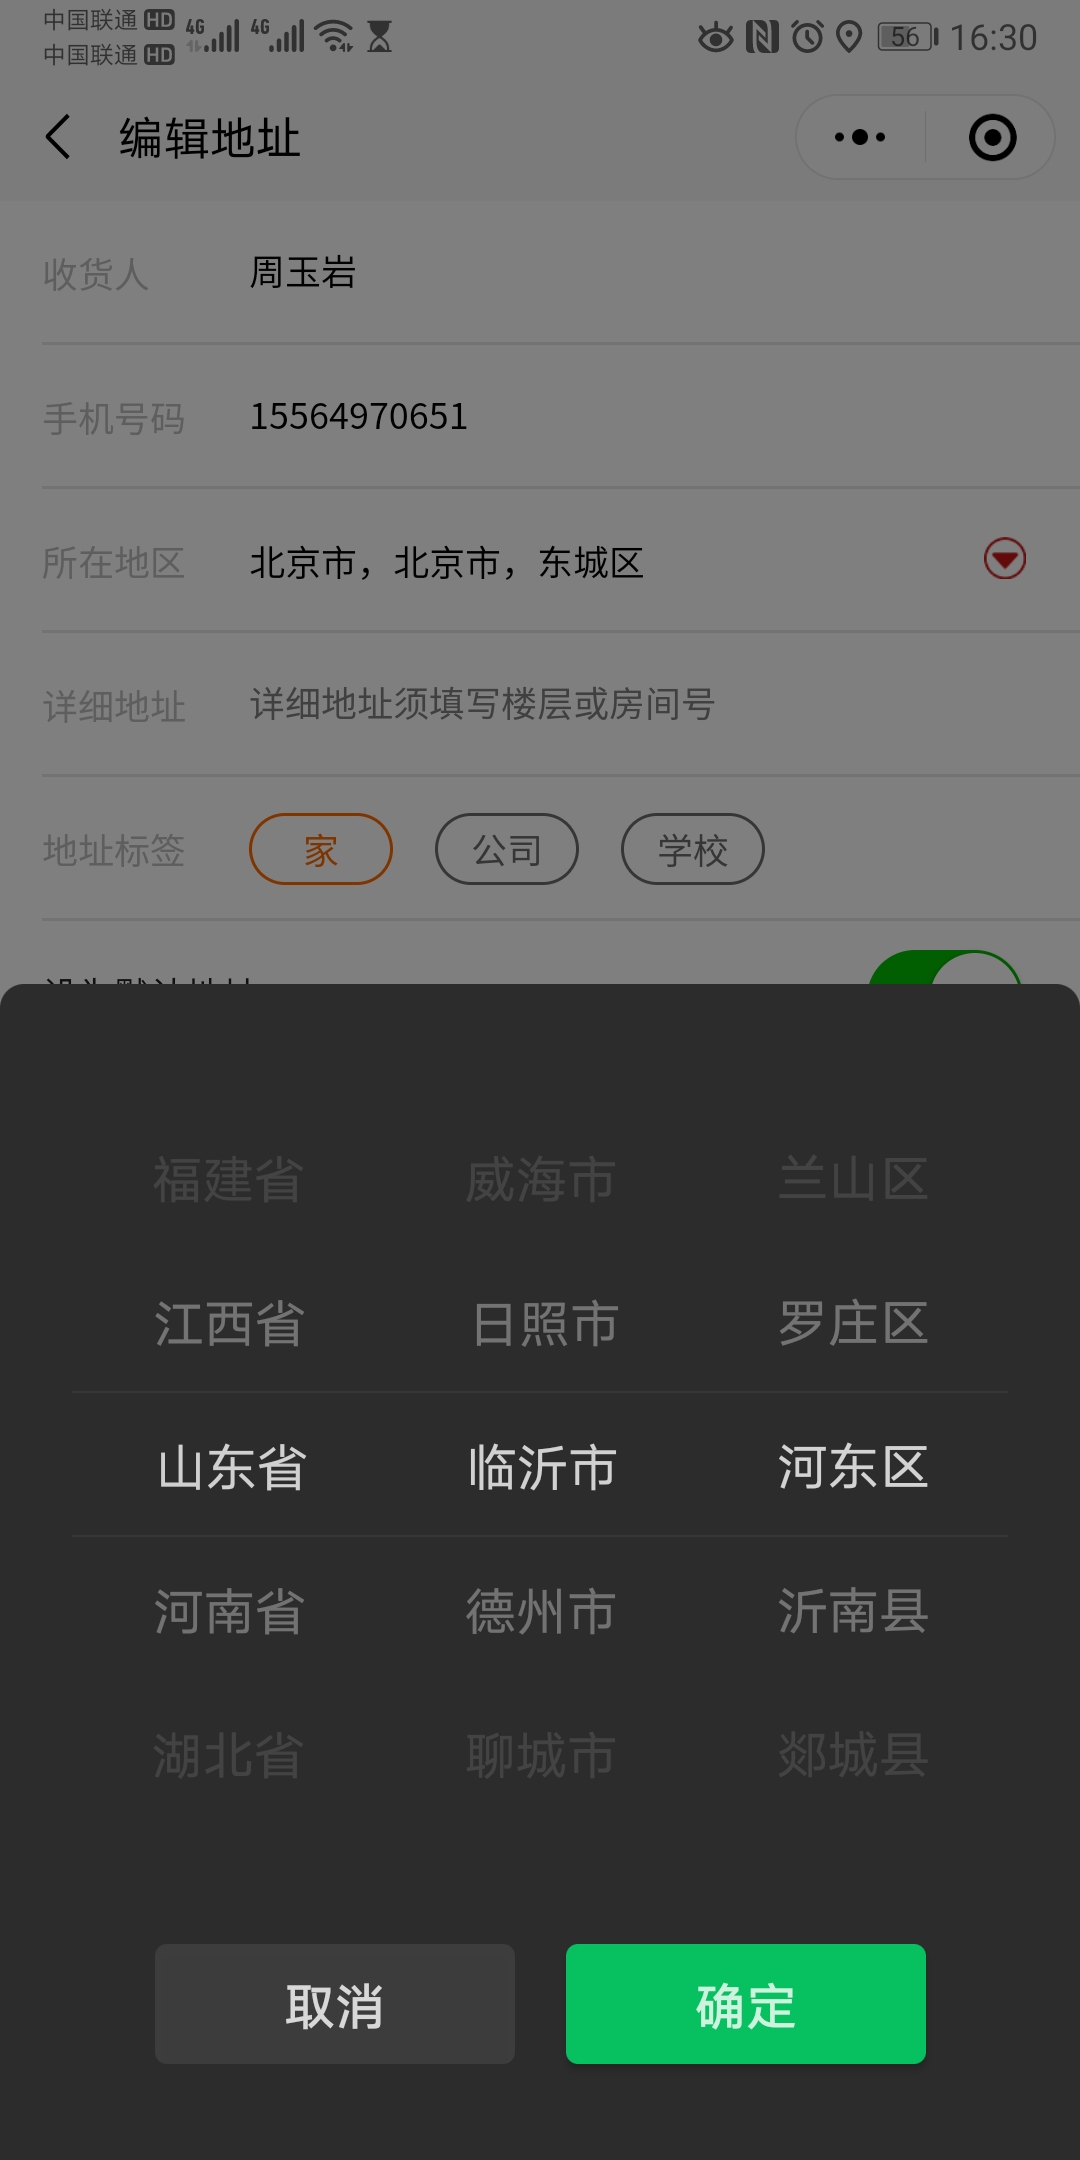 中国联通 HD 4G 4G 56 16:30
中国联通 HD
编辑地址
收货人 周玉岩
手机号码 15564970651
所在地区 北京市，北京市，东城区
详细地址 详细地址须填写楼层或房间号
地址标签 家 公司 学校
设为默认地址
福建省 威海市 兰山区
江西省 日照市 罗庄区
山东省 临沂市 河东区
河南省 德州市 沂南县
湖北省 聊城市 郯城县
取消 确定